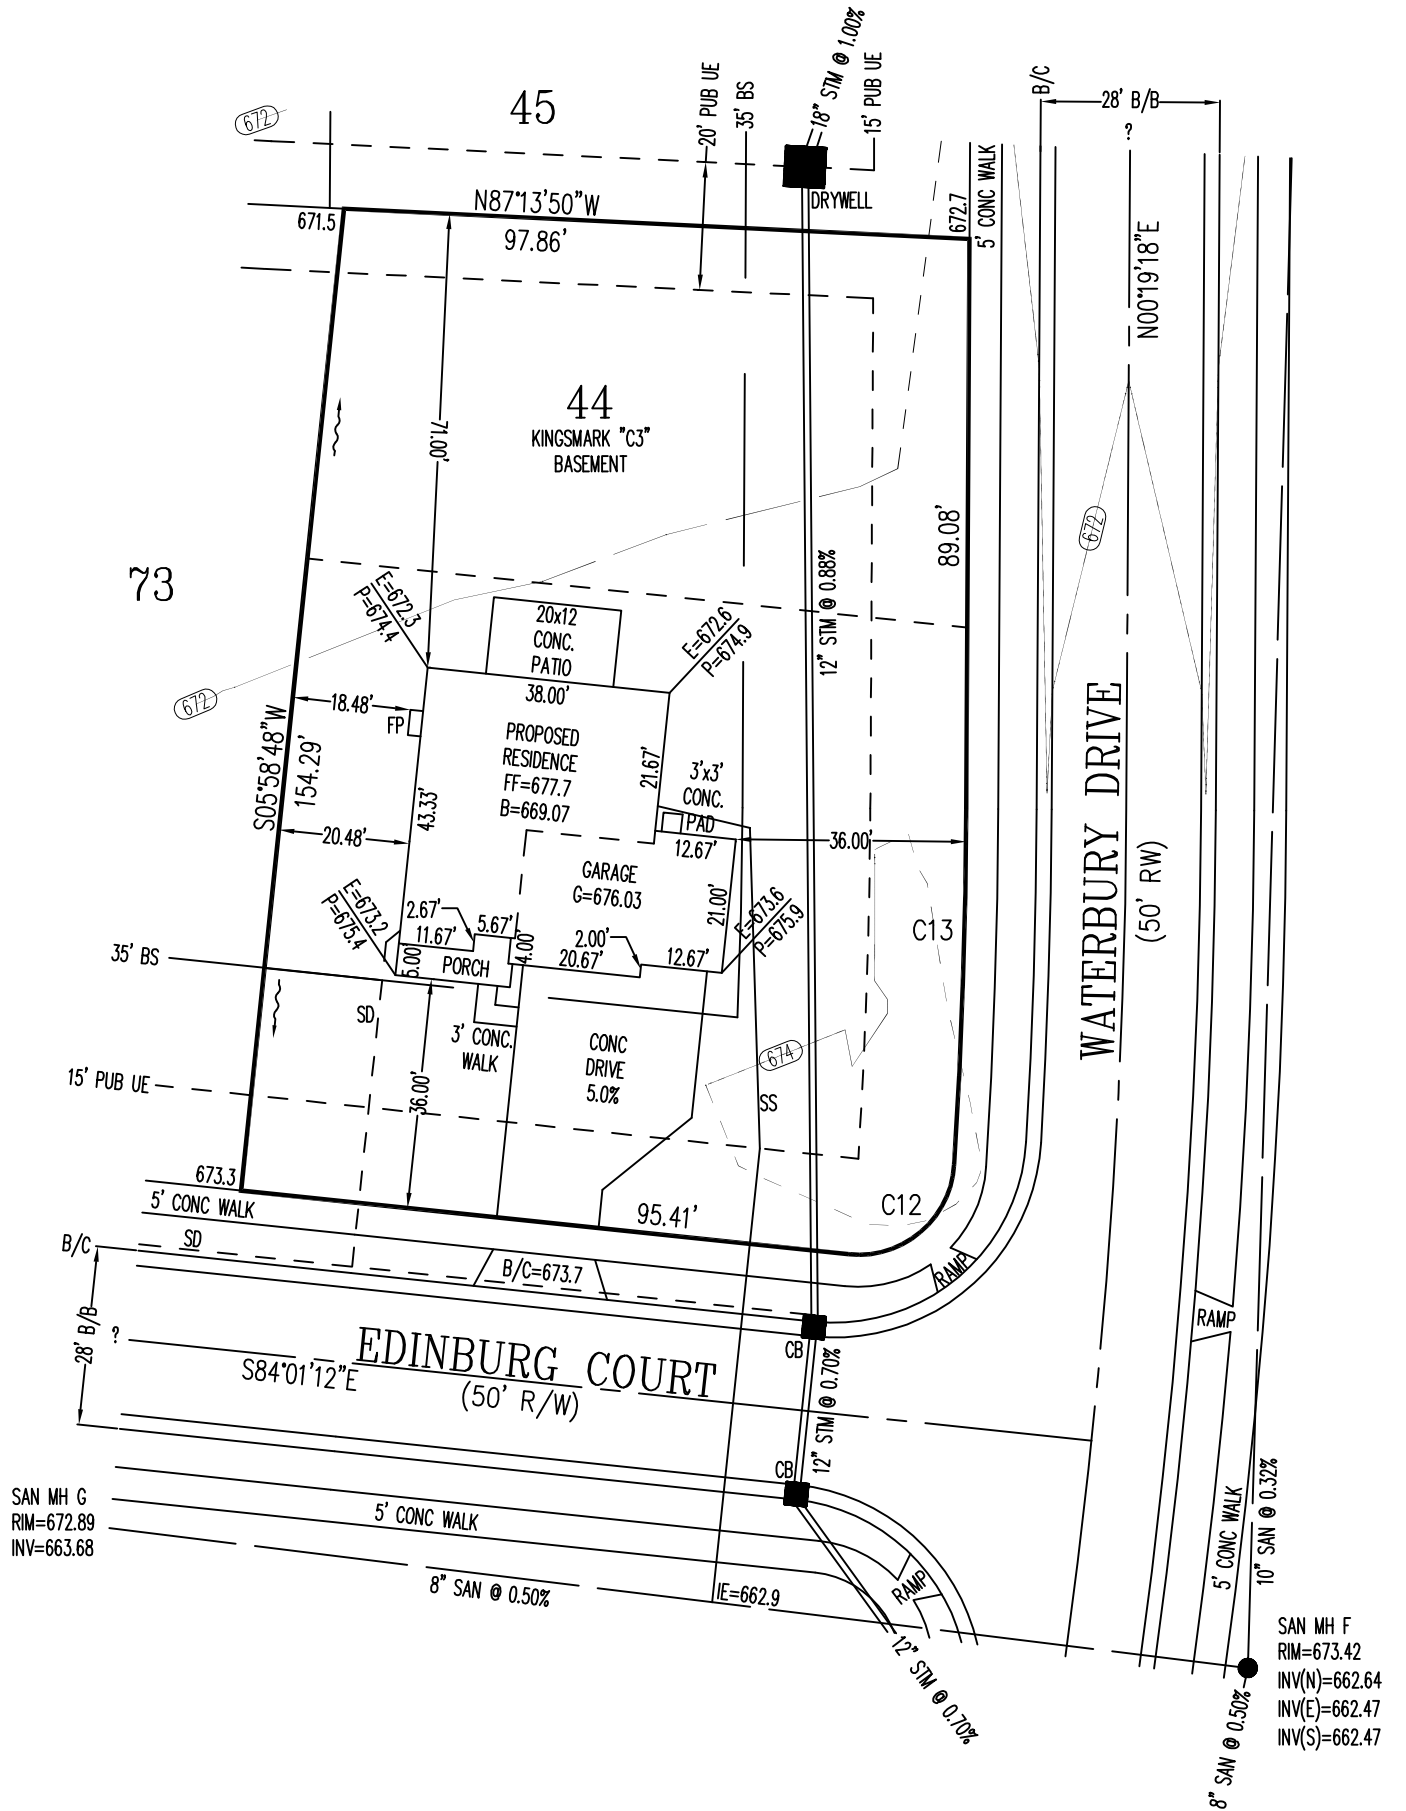 18" STM @ 1.00%
20' PUB UE
35' BS
15' PUB UE
B/C
28' B/B
?
45
672
N87°13'50"W
97.86'
671.5
DRYWELL
672.7
5' CONC WALK
N00°19'18"E
71.00'
44
KINGSMARK "C3"
BASEMENT
89.08'
672
12" STM @ 0.88%
73
E=672.3
P=674.4
20x12
CONC.
PATIO
E=672.6
P=674.9
672
18.48'
FP
38.00'
PROPOSED
RESIDENCE
FF=677.7
B=669.07
21.67'
3'x3'
CONC.
PAD
S05°58'48"W
154.29'
43.33'
20.48'
12.67'
36.00'
WATERBURY DRIVE
(50' RW)
GARAGE
G=676.03
21.00'
E=673.2
P=675.4
2.67'
5.67'
11.67'
5.00'
PORCH
4.00'
2.00'
20.67'
12.67'
E=673.6
P=675.9
C13
35' BS
SD
3' CONC.
WALK
CONC
DRIVE
5.0%
674
SS
15' PUB UE
36.00'
673.3
5' CONC WALK
95.41'
C12
B/C
SD
B/C=673.7
RAMP
RAMP
28' B/B
?
EDINBURG COURT
S84°01'12"E
(50' R/W)
CB
12" STM @ 0.70%
CB
SAN MH G
RIM=672.89
INV=663.68
5' CONC WALK
8" SAN @ 0.50%
IE=662.9
RAMP
12" STM @ 0.70%
5' CONC WALK
10" SAN @ 0.32%
SAN MH F
RIM=673.42
INV(N)=662.64
INV(E)=662.47
INV(S)=662.47
8" SAN @ 0.50%